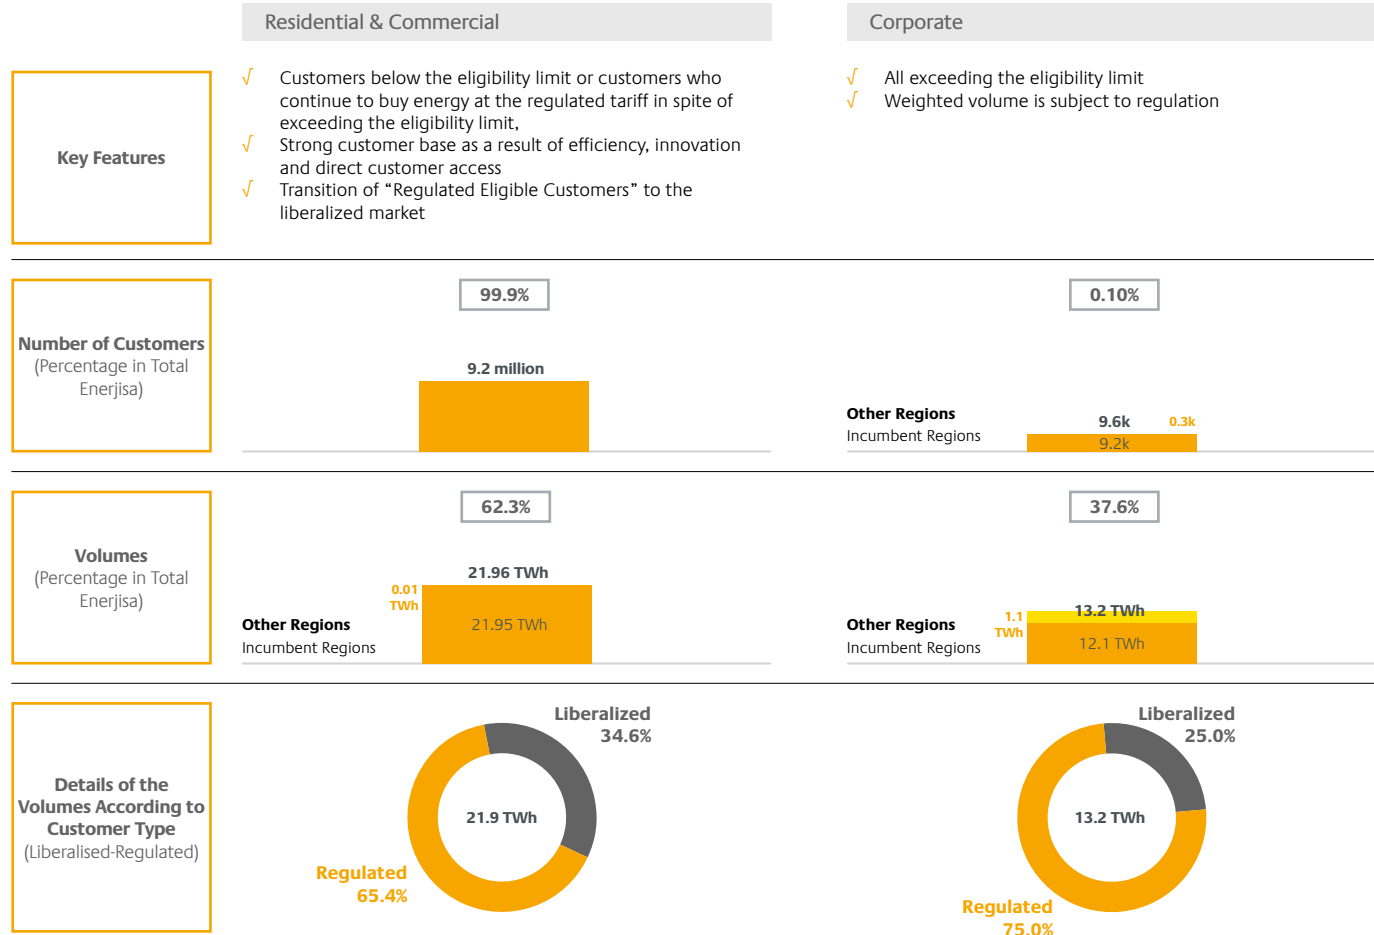 Residential & Commercial
Corporate
Key Features
√ Customers below the eligibility limit or customers who
continue to buy energy at the regulated tariff in spite of
exceeding the eligibility limit,
√ Strong customer base as a result of efficiency, innovation
and direct customer access
√ Transition of “Regulated Eligible Customers” to the
liberalized market
√ All exceeding the eligibility limit
√ Weighted volume is subject to regulation
Number of Customers
(Percentage in Total
Enerjisa)
99.9%
9.2 million
0.10%
Other Regions
Incumbent Regions
9.6k
0.3k
9.2k
Volumes
(Percentage in Total
Enerjisa)
62.3%
21.96 TWh
0.01
TWh
21.95 TWh
Other Regions
Incumbent Regions
37.6%
13.2 TWh
1.1
TWh
12.1 TWh
Other Regions
Incumbent Regions
Details of the
Volumes According to
Customer Type
(Liberalised-Regulated)
Liberalized
34.6%
21.9 TWh
Regulated
65.4%
Liberalized
25.0%
13.2 TWh
Regulated
75.0%